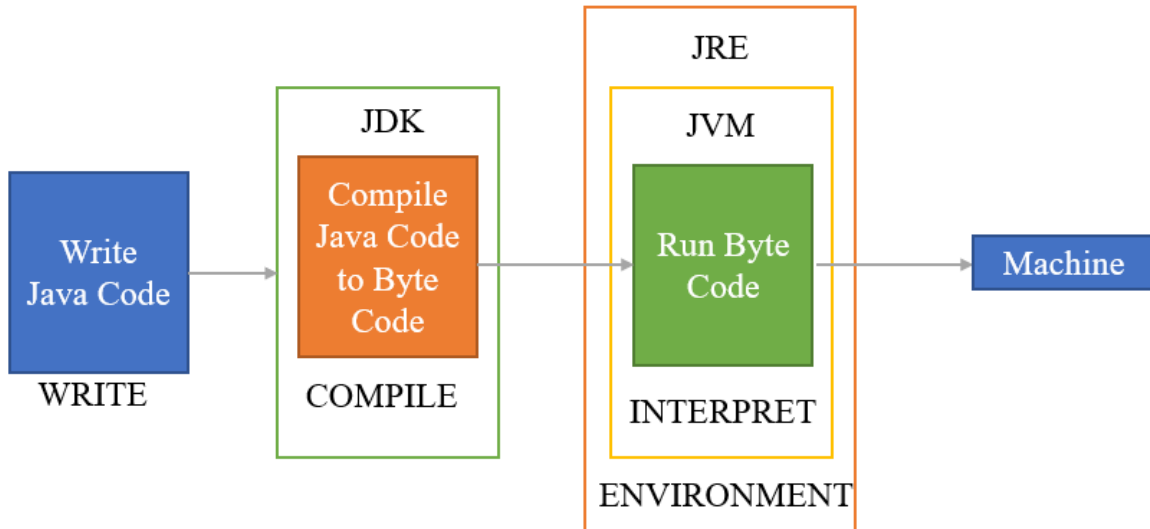 Write
Java Code
WRITE
JDK
Compile
Java Code
to Byte
Code
COMPILE
JRE
JVM
Run Byte
Code
INTERPRET
ENVIRONMENT
Machine